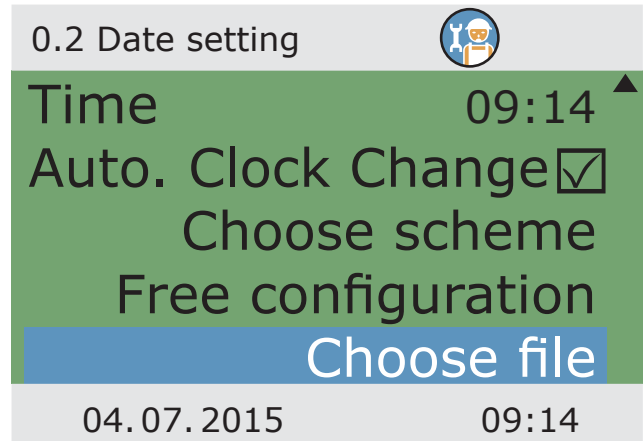 0.2 Date setting
Time 09:14
Auto. Clock Change
Choose scheme
Free configuration
Choose file
04.07.2015 09:14